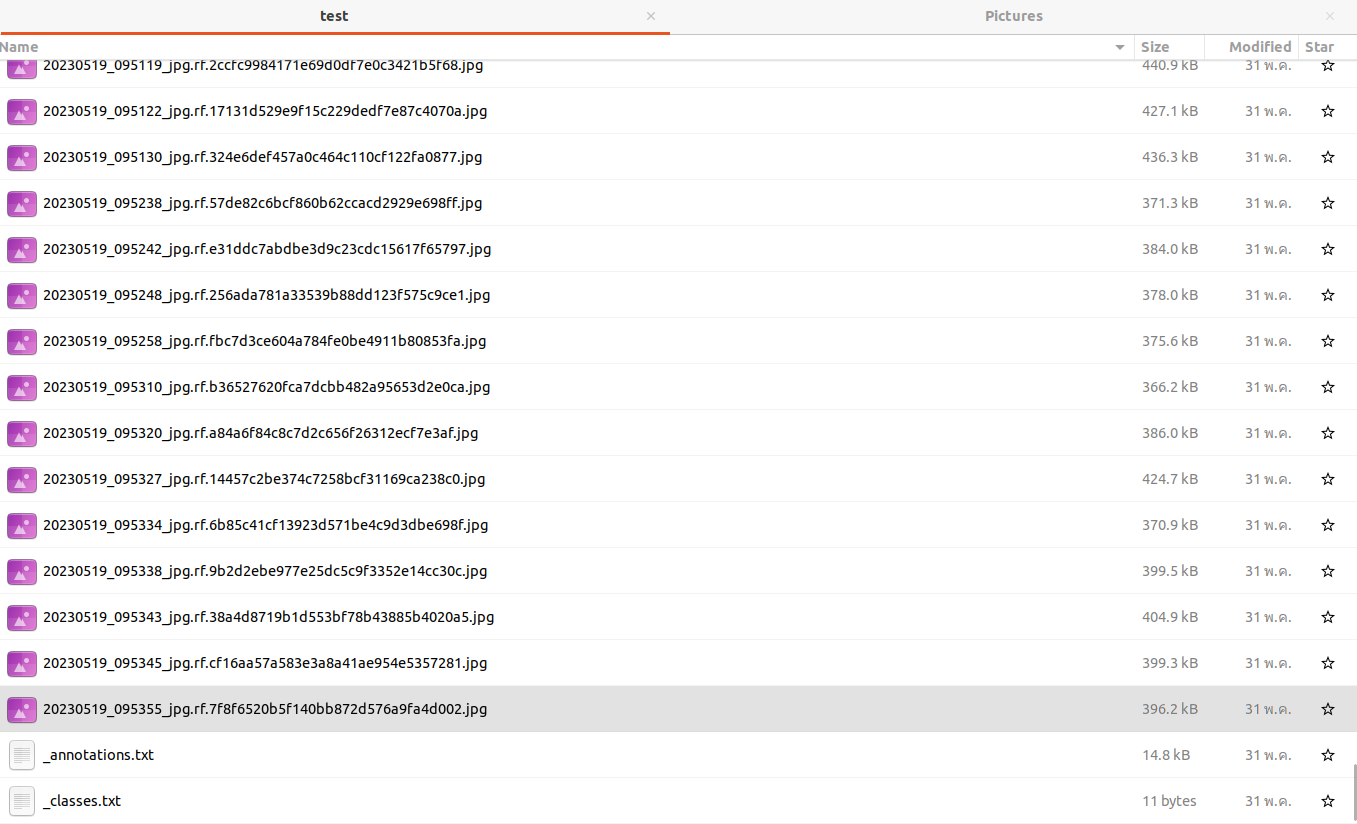 test Pictures
Name Size Modified Star
20230519_095119_jpg.rf.2ccfc9984171e69d0df7e0c3421b5f68.jpg 440.9 kB 31 พ.ค.
20230519_095122_jpg.rf.17131d529e9f15c229dedf7e87c4070a.jpg 427.1 kB 31 พ.ค.
20230519_095130_jpg.rf.324e6def457a0c464c110cf122fa0877.jpg 436.3 kB 31 พ.ค.
20230519_095238_jpg.rf.57de82c6bcf860b62ccacd2929e698ff.jpg 371.3 kB 31 พ.ค.
20230519_095242_jpg.rf.e31ddc7abdbe3d9c23cdc15617f65797.jpg 384.0 kB 31 พ.ค.
20230519_095248_jpg.rf.256ada781a33539b88dd123f575c9ce1.jpg 378.0 kB 31 พ.ค.
20230519_095258_jpg.rf.fbc7d3ce604a784fe0be4911b80853fa.jpg 375.6 kB 31 พ.ค.
20230519_095310_jpg.rf.b36527620fca7dcbb482a95653d2e0ca.jpg 366.2 kB 31 พ.ค.
20230519_095320_jpg.rf.a84a6f84c8c7d2c656f26312ecf7e3af.jpg 386.0 kB 31 พ.ค.
20230519_095327_jpg.rf.14457c2be374c7258bcf31169ca238c0.jpg 424.7 kB 31 พ.ค.
20230519_095334_jpg.rf.6b85c41cf13923d571be4c9d3dbe698f.jpg 370.9 kB 31 พ.ค.
20230519_095338_jpg.rf.9b2d2ebe977e25dc5c9f3352e14cc30c.jpg 399.5 kB 31 พ.ค.
20230519_095343_jpg.rf.38a4d8719b1d553bf78b43885b4020a5.jpg 404.9 kB 31 พ.ค.
20230519_095345_jpg.rf.cf16aa57a583e3a8a41ae954e5357281.jpg 399.3 kB 31 พ.ค.
20230519_095355_jpg.rf.7f8f6520b5f140bb872d576a9fa4d002.jpg 396.2 kB 31 พ.ค.
_annotations.txt 14.8 kB 31 พ.ค.
_classes.txt 11 bytes 31 พ.ค.